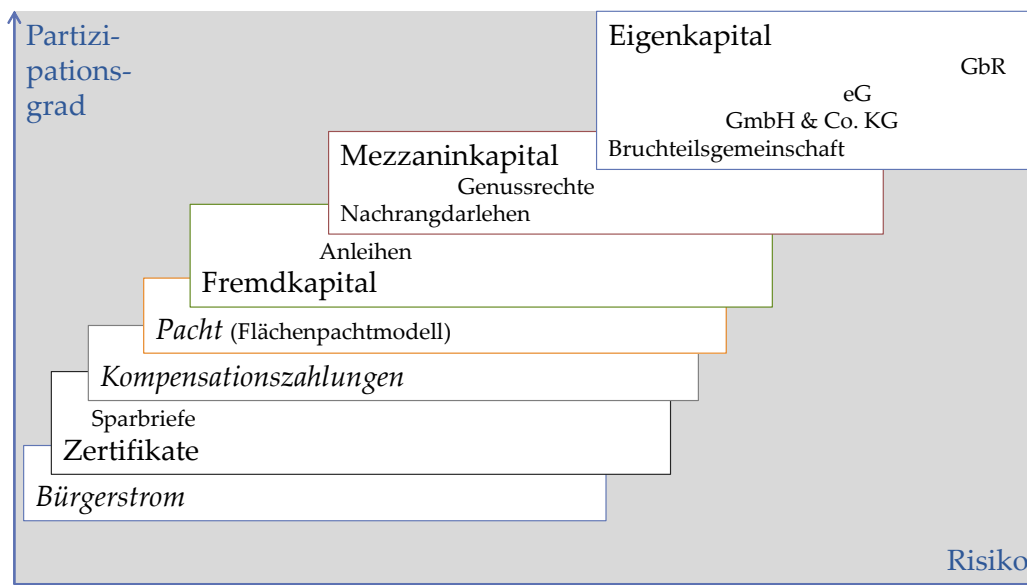 Partizi-
pations-
grad
Eigenkapital
GbR
eG
GmbH & Co. KG
Bruchteilsgemeinschaft
Mezzaninkapital
Genussrechte
Nachrangdarlehen
Anleihen
Fremdkapital
Pacht (Flächenpachtmodell)
Kompensationszahlungen
Sparbriefe
Zertifikate
Bürgerstrom
Risiko